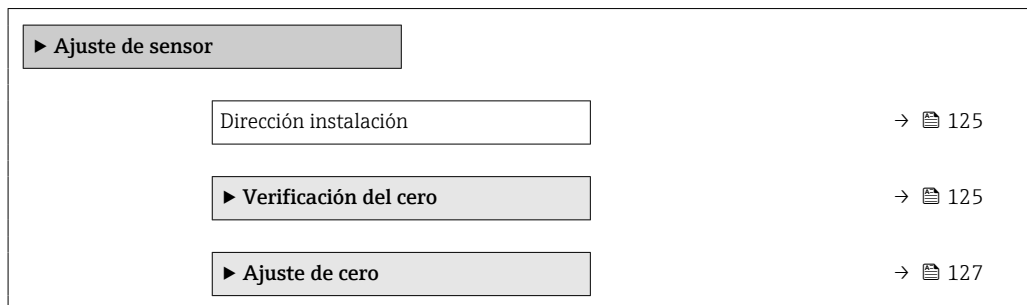 ▶ Ajuste de sensor
Dirección instalación → 125
▶ Verificación del cero → 125
▶ Ajuste de cero → 127